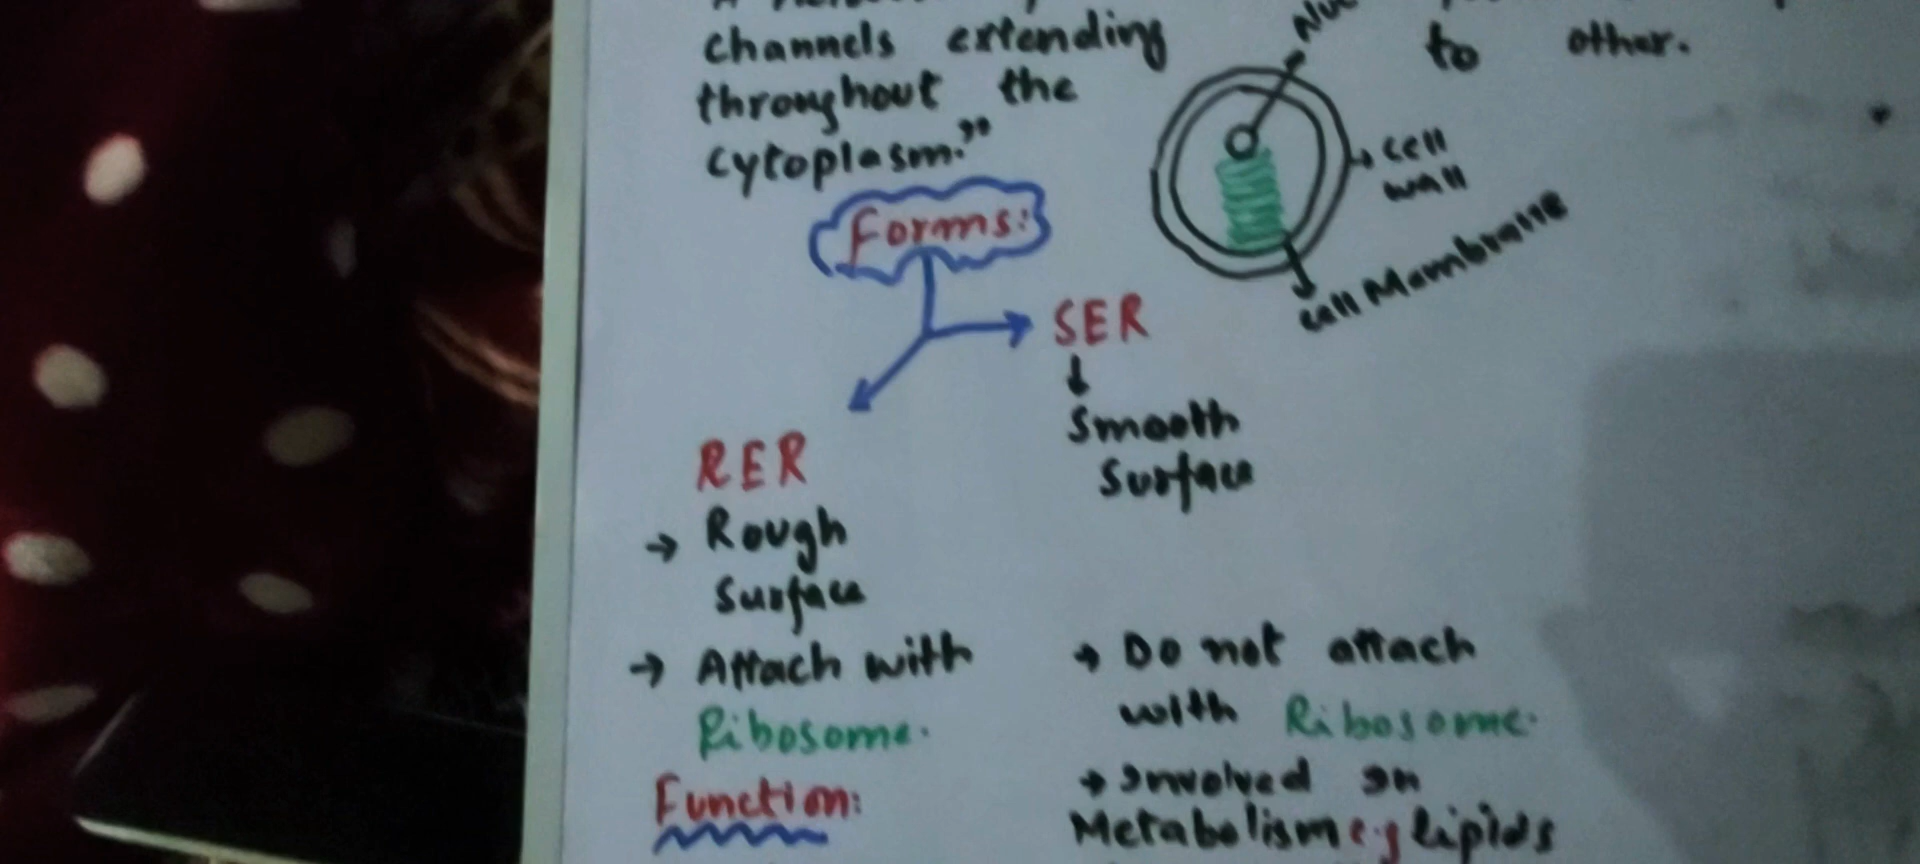 channels extending
throughout the
cytoplasm."
to other.
cell
wall
cell Mambrane
Forms:
SER
Smooth
Surface
RER
→ Rough
Surface
→ Attach with
Ribosome.
Function:
→ Do not attach
with Ribosome.
→ Involved In
Metabolism e.g lipids